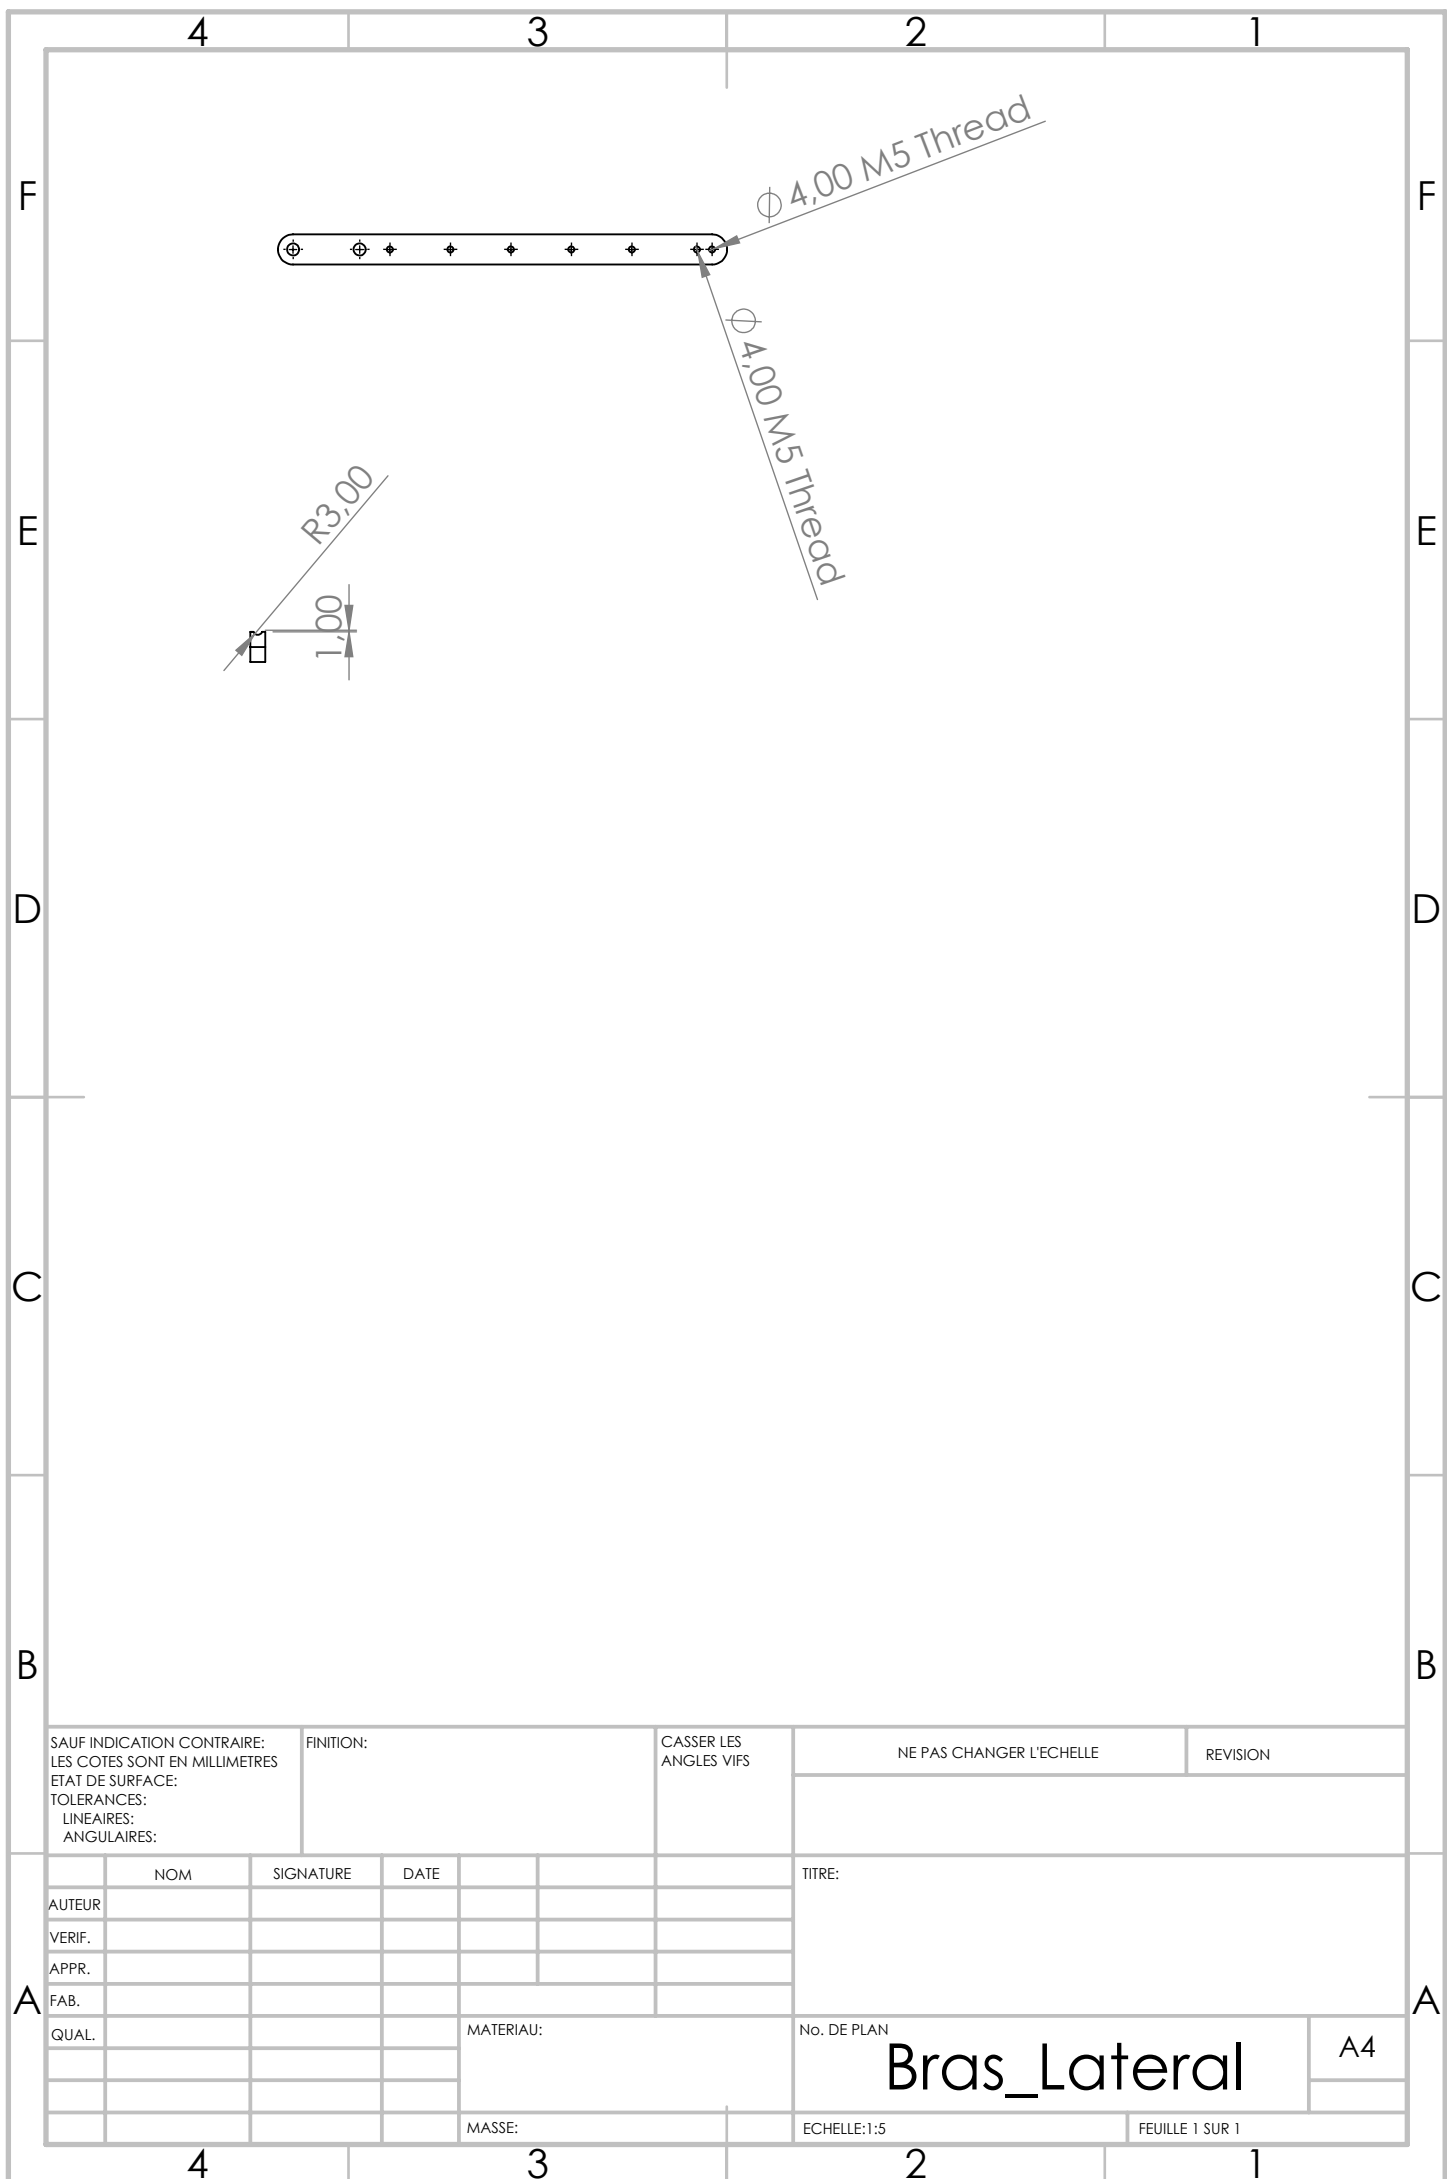 4 3 2 1
F F
⌀ 4,00 M5 Thread
⌀ 4,00 M5 Thread
E E
R3,00
1,00
D D
C C
B B
SAUF INDICATION CONTRAIRE:
LES COTES SONT EN MILLIMETRES
ETAT DE SURFACE:
TOLERANCES:
LINEAIRES:
ANGULAIRES:
FINITION:
CASSER LES
ANGLES VIFS
NE PAS CHANGER L'ECHELLE
REVISION
NOM SIGNATURE DATE
TITRE:
AUTEUR
VERIF.
APPR.
FAB.
QUAL.
A A
MATERIAU:
No. DE PLAN
Bras_Lateral
A4
MASSE:
ECHELLE:1:5
FEUILLE 1 SUR 1
4 3 2 1